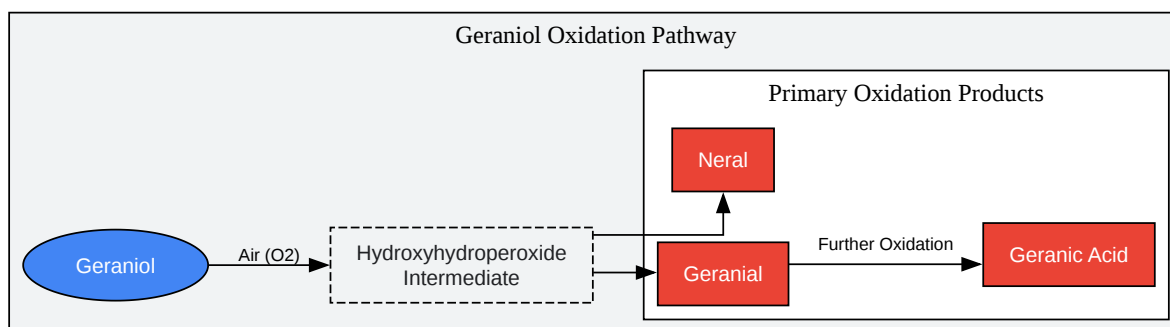 Geraniol Oxidation Pathway
Primary Oxidation Products
Neral
Geraniol
Air (O2)
Hydroxyhydroperoxide
Intermediate
Geranial
Further Oxidation
Geranic Acid